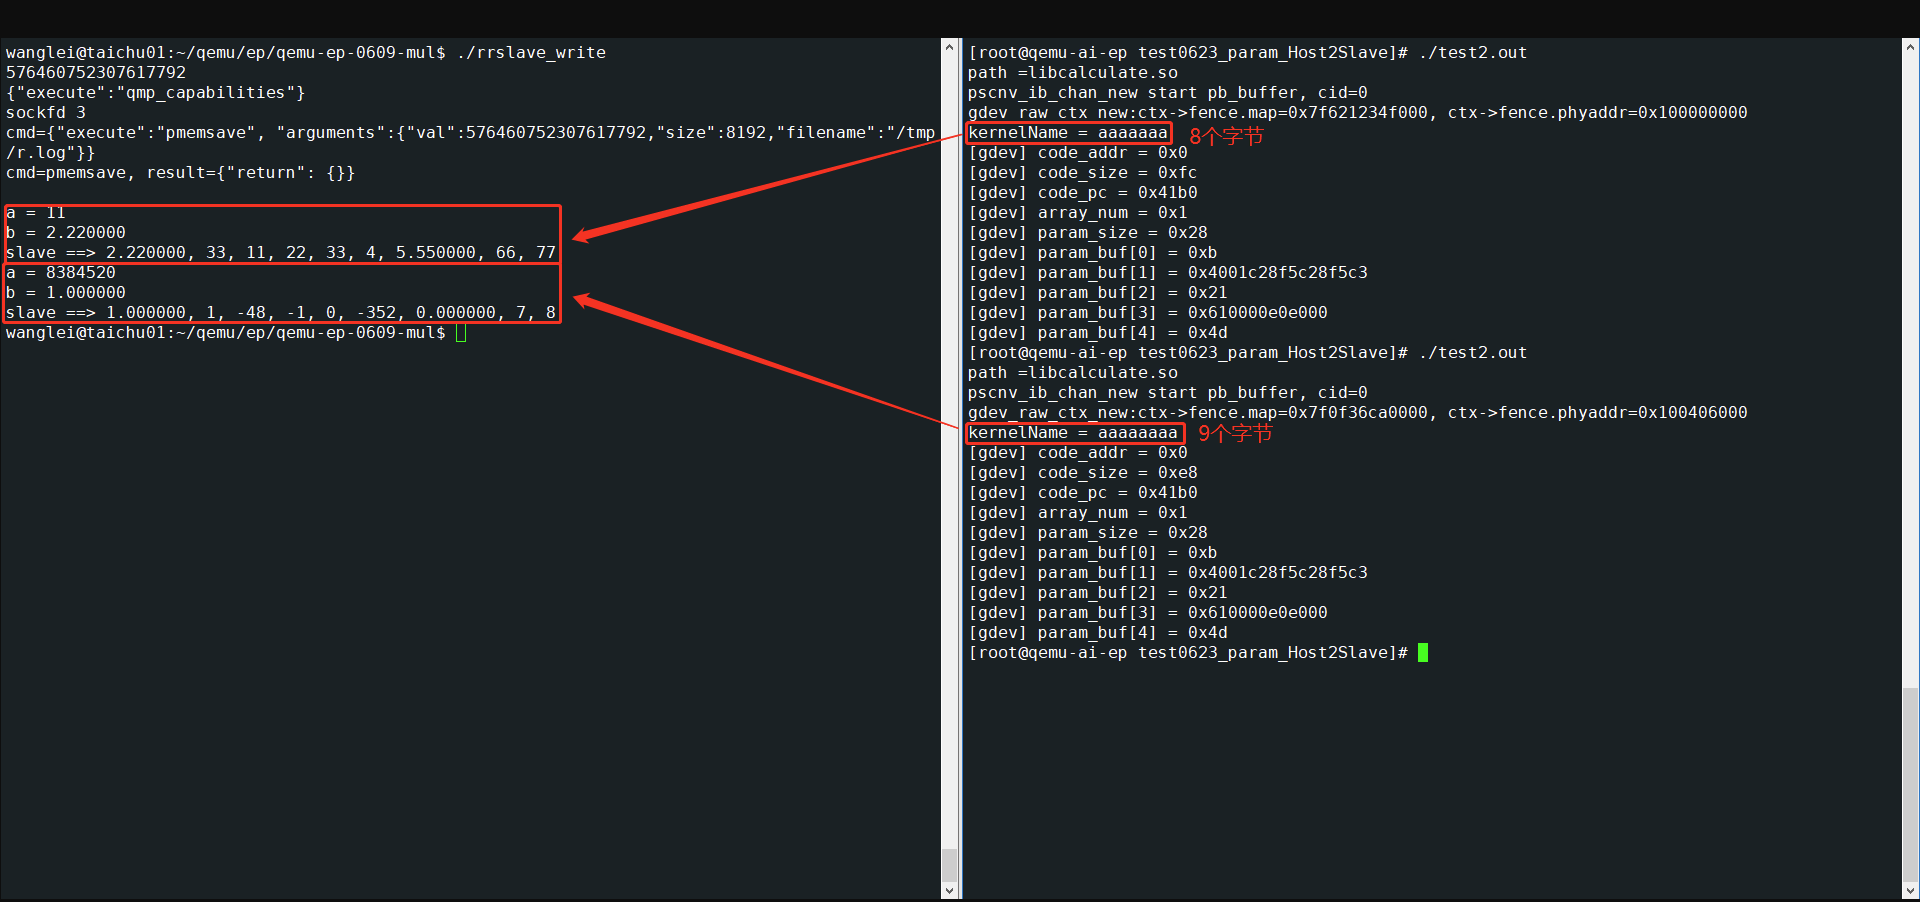 wanglei@taichu01:~/qemu/ep/qemu-ep-0609-mul$ ./rrslave_write
576460752307617792
{"execute":"qmp_capabilities"}
sockfd 3
cmd={"execute":"pmemsave", "arguments":{"val":576460752307617792,"size":8192,"filename":"/tmp
/r.log"}}
cmd=pmemsave, result={"return": {}}
a = 11
b = 2.220000
slave ==> 2.220000, 33, 11, 22, 33, 4, 5.550000, 66, 77
a = 8384520
b = 1.000000
slave ==> 1.000000, 1, -48, -1, 0, -352, 0.000000, 7, 8
wanglei@taichu01:~/qemu/ep/qemu-ep-0609-mul$
[root@qemu-ai-ep test0623_param_Host2Slave]# ./test2.out
path =libcalculate.so
pscnv_ib_chan_new start pb_buffer, cid=0
gdev_raw_ctx_new:ctx->fence.map=0x7f621234f000, ctx->fence.phyaddr=0x100000000
kernelName = aaaaaaa 8个字节
[gdev] code_addr = 0x0
[gdev] code_size = 0xfc
[gdev] code_pc = 0x41b0
[gdev] array_num = 0x1
[gdev] param_size = 0x28
[gdev] param_buf[0] = 0xb
[gdev] param_buf[1] = 0x4001c28f5c28f5c3
[gdev] param_buf[2] = 0x21
[gdev] param_buf[3] = 0x610000e0e000
[gdev] param_buf[4] = 0x4d
[root@qemu-ai-ep test0623_param_Host2Slave]# ./test2.out
path =libcalculate.so
pscnv_ib_chan_new start pb_buffer, cid=0
gdev_raw_ctx_new:ctx->fence.map=0x7f0f36ca0000, ctx->fence.phyaddr=0x100406000
kernelName = aaaaaaaa 9个字节
[gdev] code_addr = 0x0
[gdev] code_size = 0xe8
[gdev] code_pc = 0x41b0
[gdev] array_num = 0x1
[gdev] param_size = 0x28
[gdev] param_buf[0] = 0xb
[gdev] param_buf[1] = 0x4001c28f5c28f5c3
[gdev] param_buf[2] = 0x21
[gdev] param_buf[3] = 0x610000e0e000
[gdev] param_buf[4] = 0x4d
[root@qemu-ai-ep test0623_param_Host2Slave]#